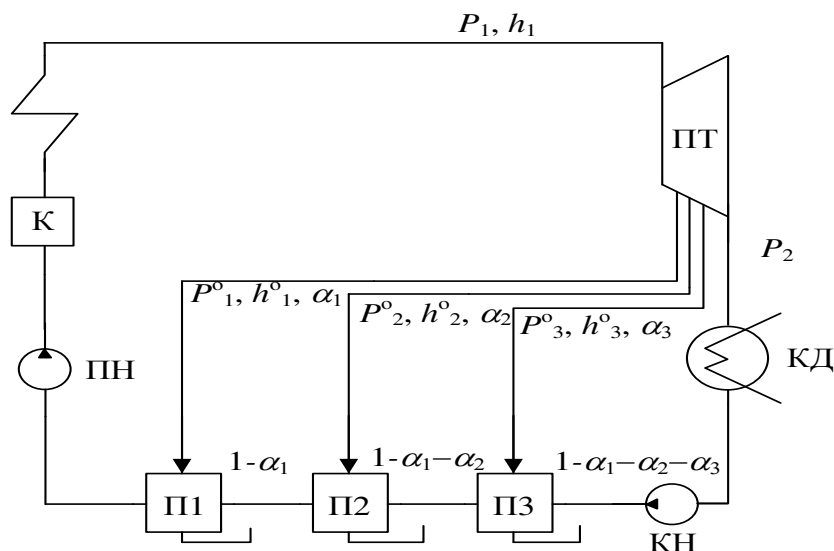 P₁, h₁
ПТ
К
P₂
P°₁, h°₁, α₁
P°₂, h°₂, α₂
P°₃, h°₃, α₃
ПН
КД
1-α₁
1-α₁−α₂
1-α₁−α₂−α₃
П1
П2
П3
КН